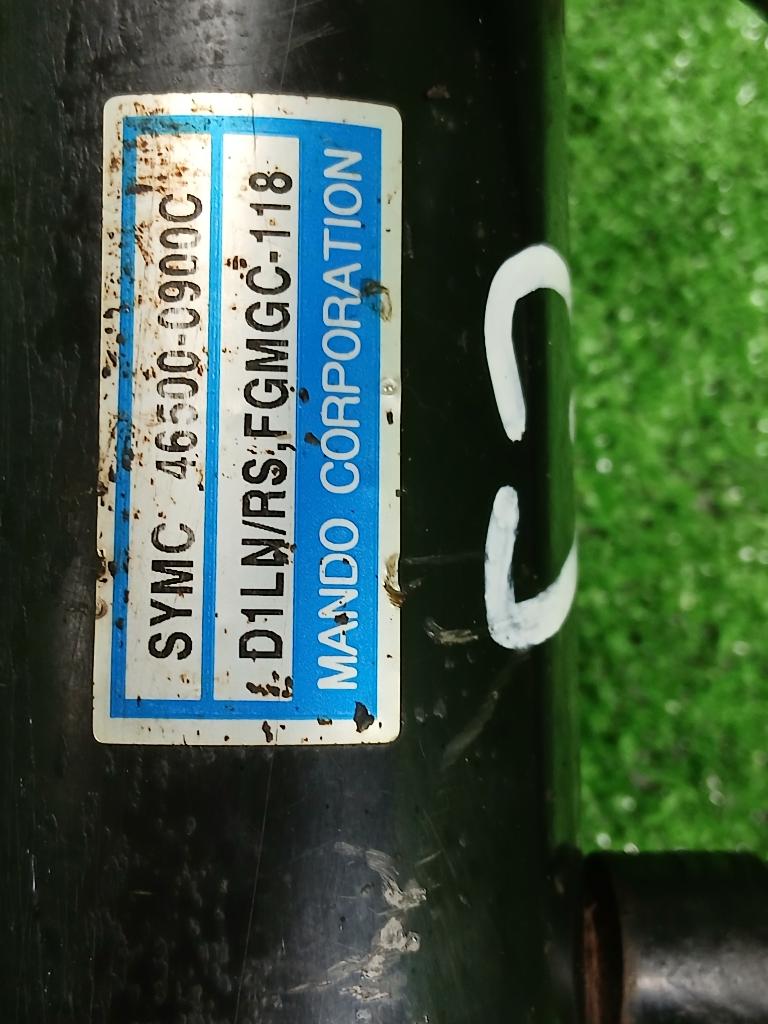 SYMC 46500-0900C
D1LN/RS,FGMGC-118
MANDO CORPORATION